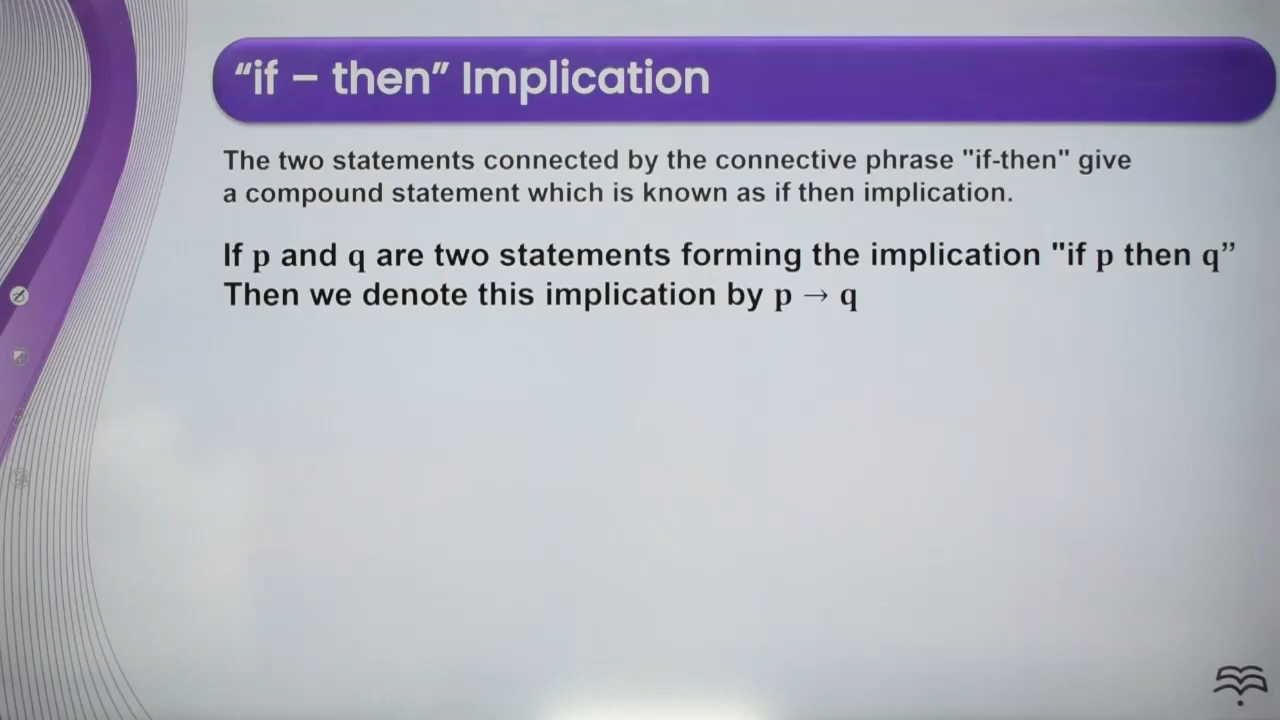 “if – then” Implication
The two statements connected by the connective phrase "if-then" give
a compound statement which is known as if then implication.
If p and q are two statements forming the implication "if p then q”
Then we denote this implication by p → q